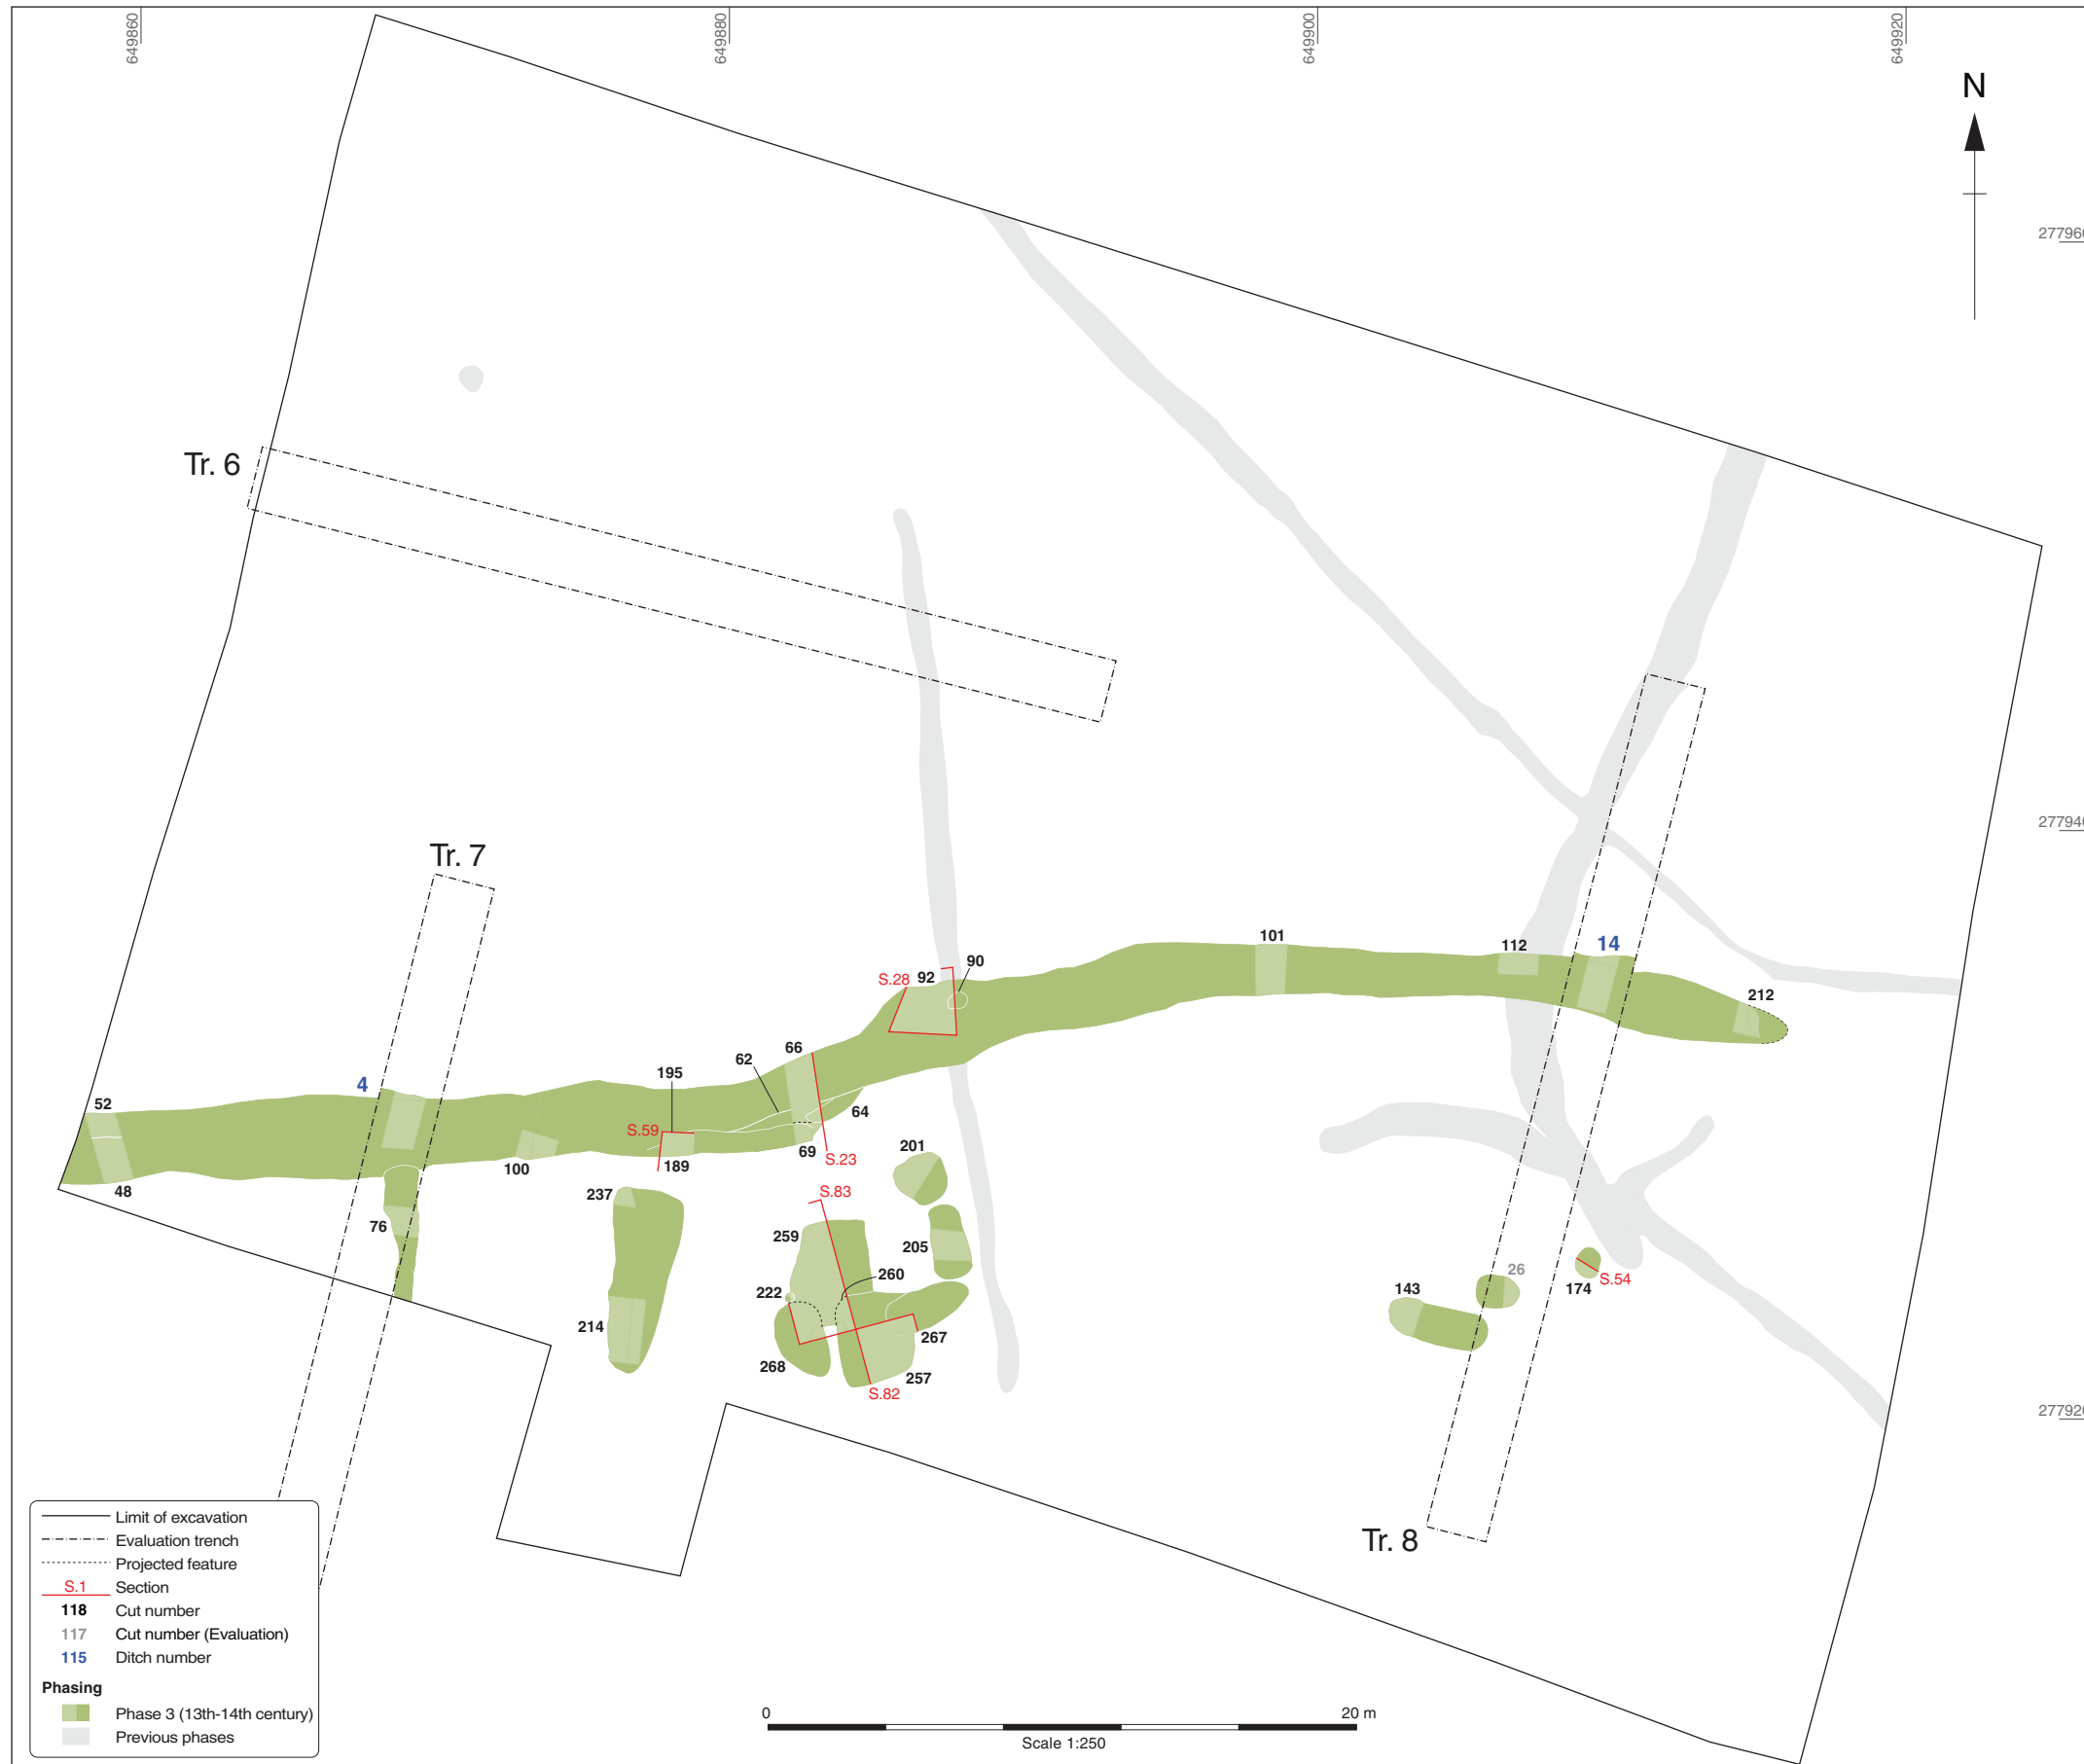 649860
649880
649900
649920
N
27796
Tr. 6
27794
Tr. 7
14
101
112
90
S.28
92
212
66
62
195
4
52
64
S.59
69
S.23
201
100
189
48
S.83
237
76
259
205
260
26
S.54
174
222
143
214
267
268
257
S.82
27792
Tr. 8
Limit of excavation
Evaluation trench
Projected feature
S.1 Section
118 Cut number
117 Cut number (Evaluation)
115 Ditch number
Phasing
Phase 3 (13th-14th century)
Previous phases
0 20 m
Scale 1:250